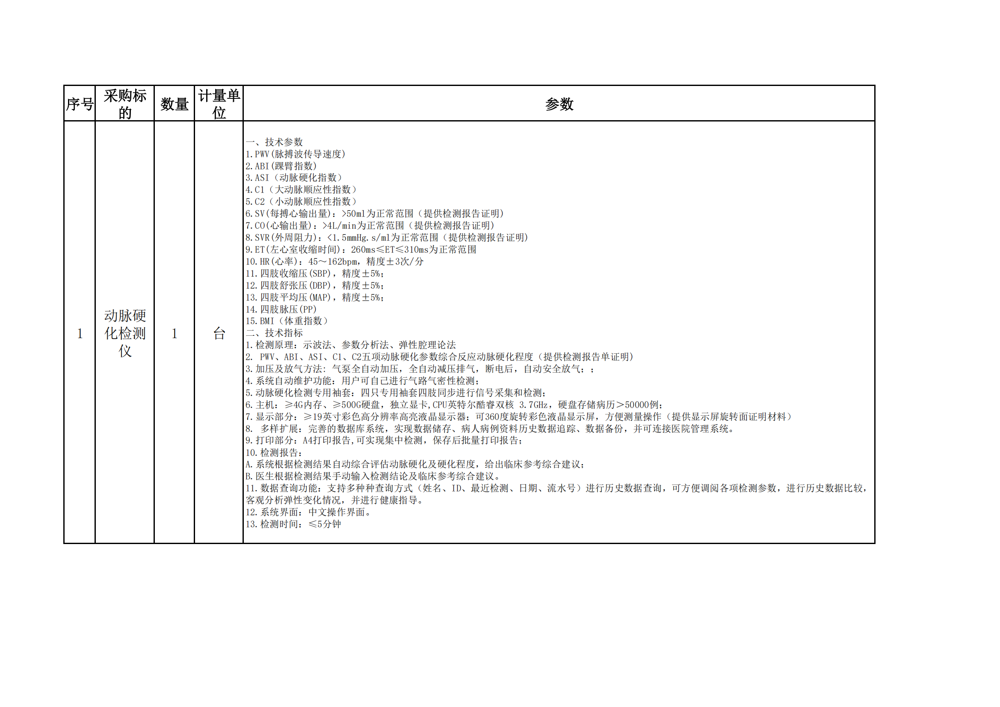 序号 采购标的 数量 计量单位 参数
1 动脉硬化检测仪 1 台
一、技术参数
1.PWV(脉搏波传导速度)
2.ABI(踝臂指数)
3.ASI（动脉硬化指数）
4.C1（大动脉顺应性指数）
5.C2（小动脉顺应性指数）
6.SV(每搏心输出量)：>50ml为正常范围（提供检测报告证明)
7.CO(心输出量)：>4L/min为正常范围（提供检测报告证明)
8.SVR(外周阻力)：<1.5mmHg.s/ml为正常范围（提供检测报告证明)
9.ET(左心室收缩时间)：260ms≤ET≤310ms为正常范围
10.HR(心率)：45～162bpm，精度±3次/分
11.四肢收缩压(SBP)，精度±5%；
12.四肢舒张压(DBP)，精度±5%；
13.四肢平均压(MAP)，精度±5%；
14.四肢脉压(PP)
15.BMI（体重指数）
二、技术指标
1.检测原理：示波法、参数分析法、弹性腔理论法
2. PWV、ABI、ASI、C1、C2五项动脉硬化参数综合反应动脉硬化程度（提供检测报告单证明)
3.加压及放气方法: 气泵全自动加压，全自动减压排气，断电后，自动安全放气；；
4.系统自动维护功能：用户可自己进行气路气密性检测；
5.动脉硬化检测专用袖套：四只专用袖套四肢同步进行信号采集和检测；
6.主机：≥4G内存、≥500G硬盘，独立显卡,CPU英特尔酷睿双核 3.7GHz，硬盘存储病历＞50000例；
7.显示部分：≥19英寸彩色高分辨率高亮液晶显示器；可360度旋转彩色液晶显示屏，方便测量操作（提供显示屏旋转面证明材料）
8. 多样扩展：完善的数据库系统，实现数据储存、病人病例资料历史数据追踪、数据备份，并可连接医院管理系统。
9.打印部分：A4打印报告,可实现集中检测，保存后批量打印报告；
10.检测报告：
A.系统根据检测结果自动综合评估动脉硬化及硬化程度，给出临床参考综合建议；
B.医生根据检测结果手动输入检测结论及临床参考综合建议。
11.数据查询功能：支持多种种查询方式（姓名、ID、最近检测、日期、流水号）进行历史数据查询，可方便调阅各项检测参数，进行历史数据比较，
客观分析弹性变化情况，并进行健康指导。
12.系统界面：中文操作界面。
13.检测时间：≤5分钟